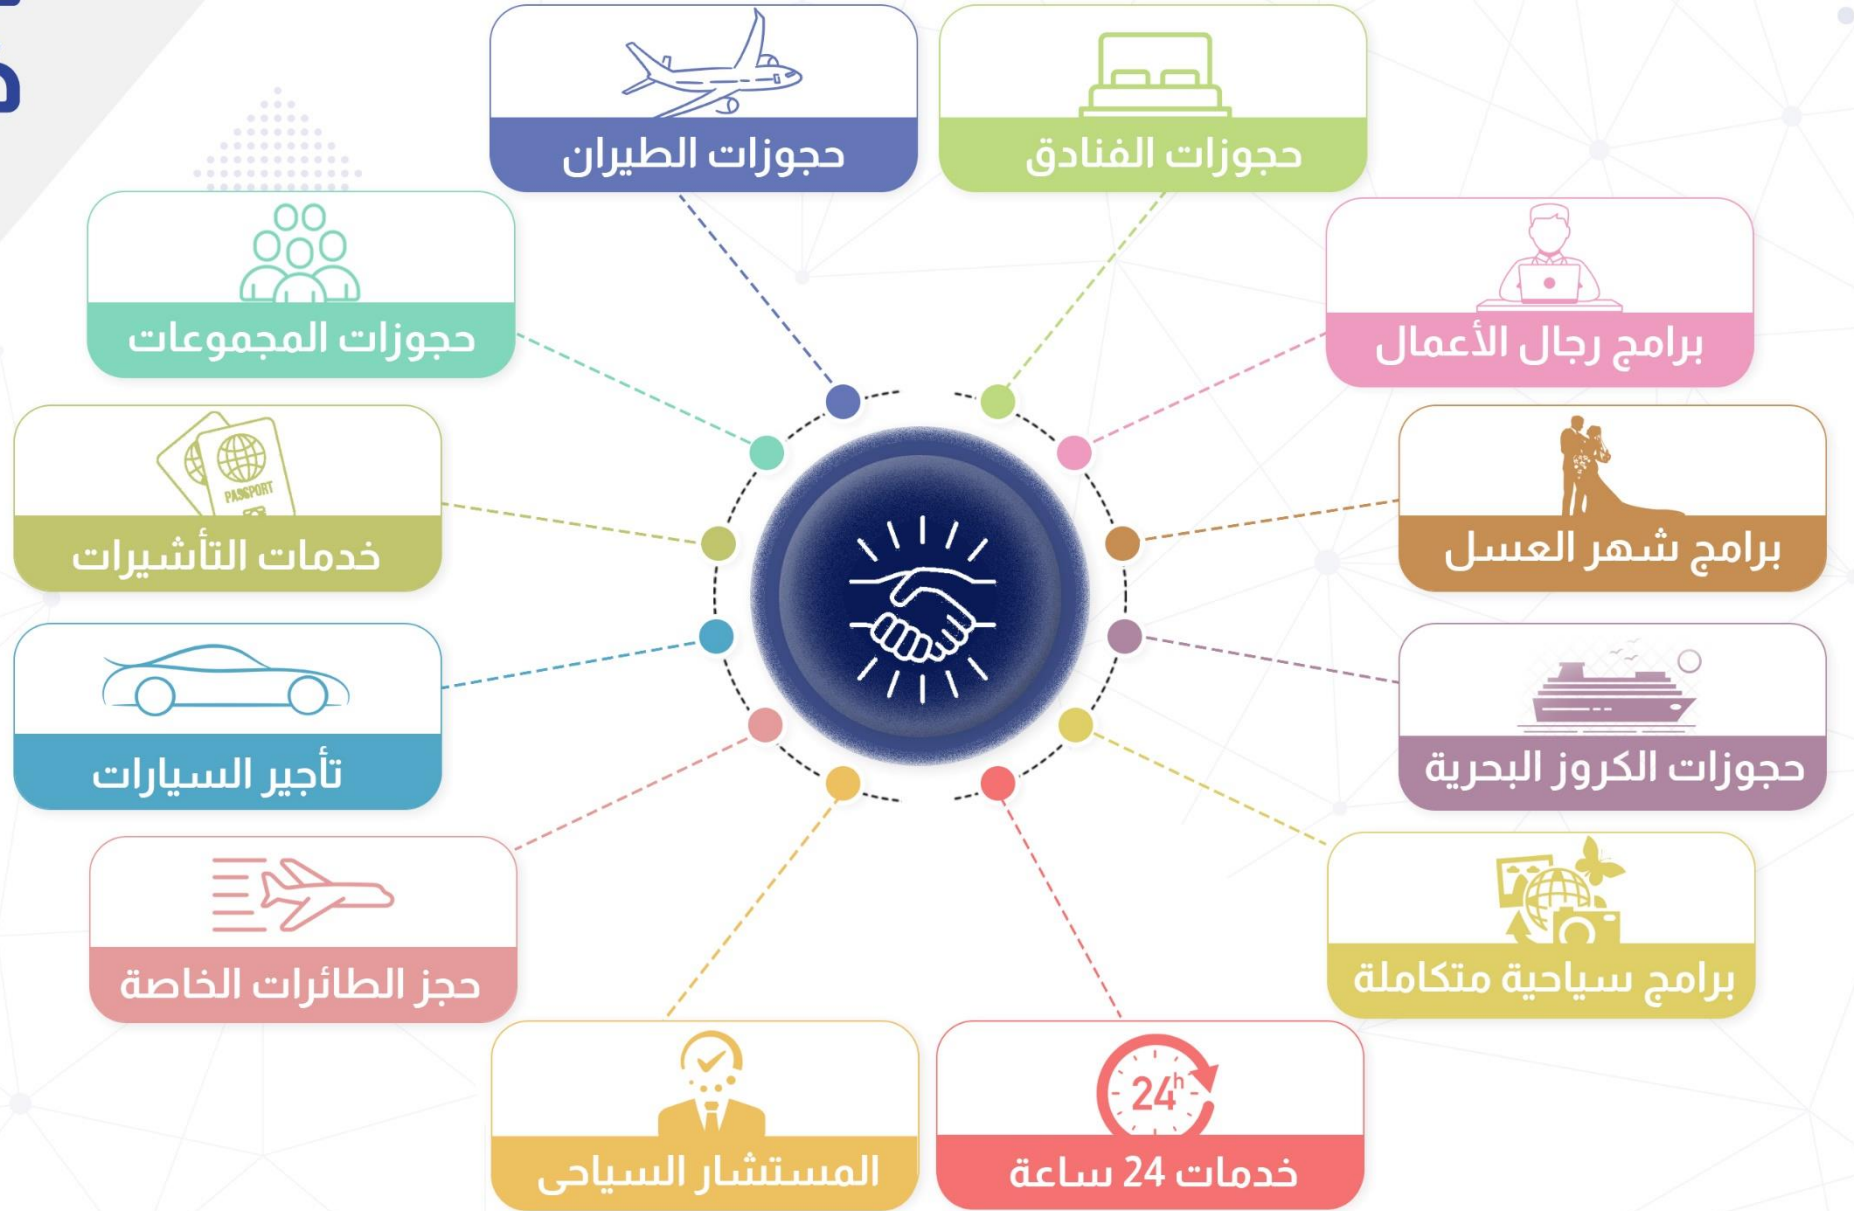 حجوزات الفنادق
حجوزات الطيران
برامج رجال الأعمال
حجوزات المجموعات
برامج شهر العسل
PASSPORT
خدمات التأشيرات
حجوزات الكروز البحرية
تأجير السيارات
برامج سياحية متكاملة
حجز الطائرات الخاصة
24h
خدمات 24 ساعة
المستشار السياحى